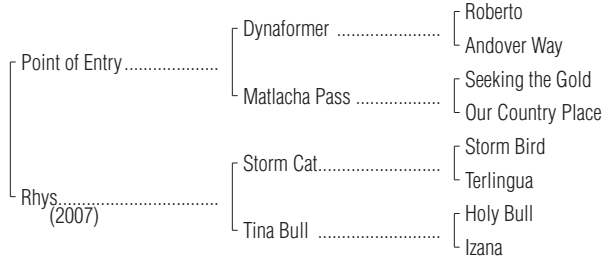 Roberto
Dynaformer ..................
Andover Way
Point of Entry...................
Seeking the Gold
Matlacha Pass .................
Our Country Place
Storm Bird
Storm Cat.........................
Terlingua
Rhys................................
(2007)
Holy Bull
Tina Bull .........................
Izana